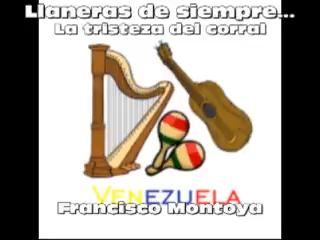 Llaneras de siempre...
La tristeza del corral
VENEZUELA
Francisco Montoya